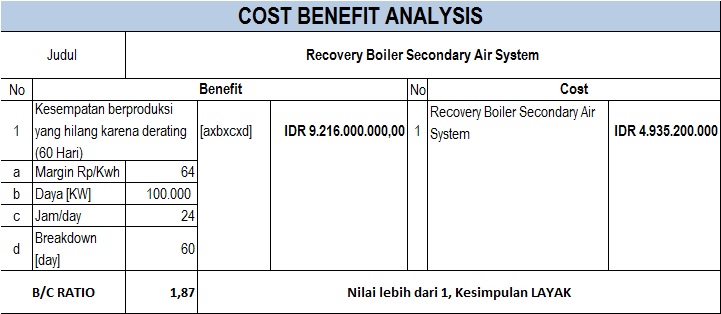 COST BENEFIT ANALYSIS
Judul Recovery Boiler Secondary Air System
No Benefit No Cost
1 Kesempatan berproduksi yang hilang karena derating (60 Hari) [axbxcxd] IDR 9.216.000.000,00 1 Recovery Boiler Secondary Air System IDR 4.935.200.000
a Margin Rp/Kwh 64
b Daya [KW] 100.000
c Jam/day 24
d Breakdown [day] 60
B/C RATIO 1,87 Nilai lebih dari 1, Kesimpulan LAYAK